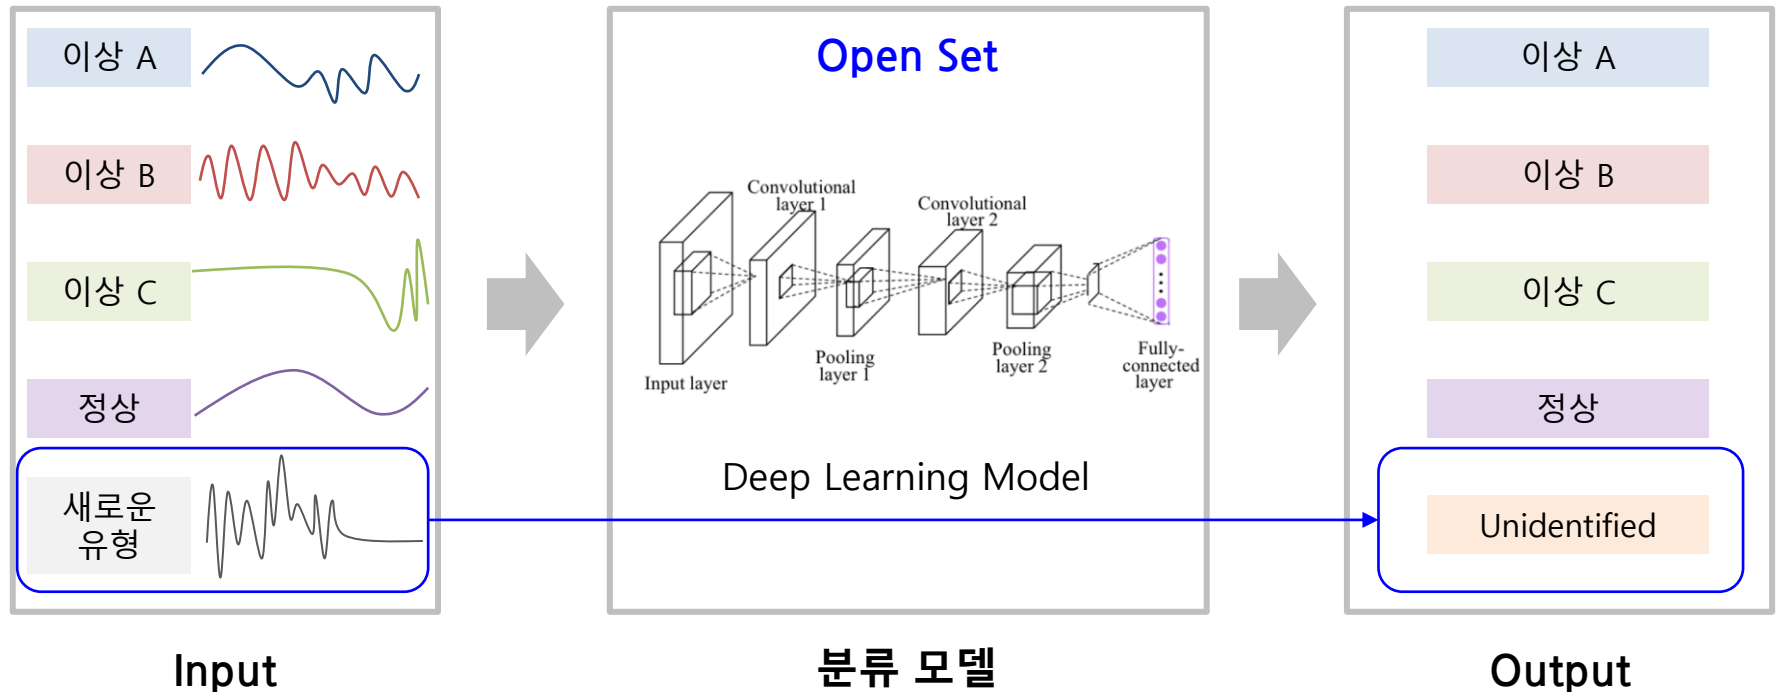 이상 A
이상 B
이상 C
정상
새로운
유형
Input
Open Set
Convolutional
layer 1
Convolutional
layer 2
Input layer
Pooling
layer 1
Pooling
layer 2
Fully-
connected
layer
Deep Learning Model
분류 모델
이상 A
이상 B
이상 C
정상
Unidentified
Output